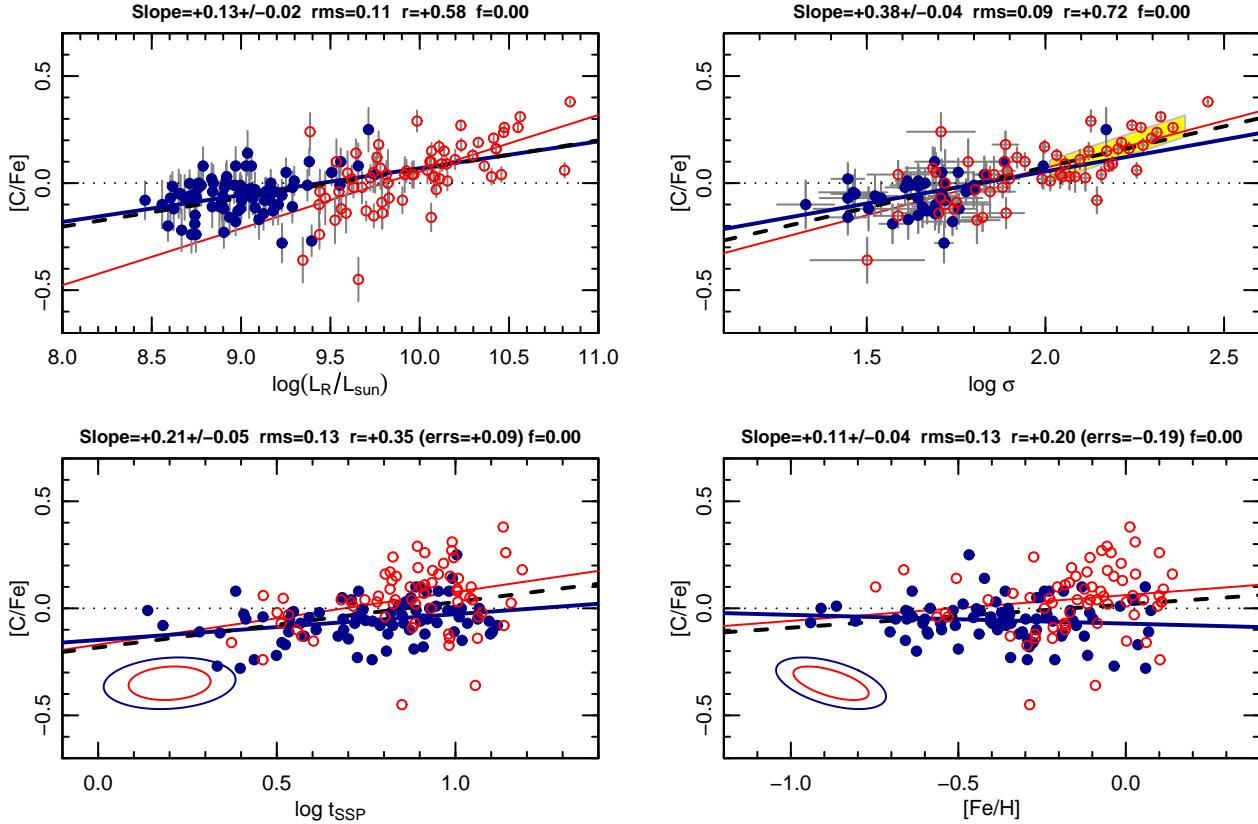 Slope=+0.13+/−0.02 rms=0.11 r=+0.58 f=0.00
[C/Fe]
0.5
0.0
−0.5
8.0 8.5 9.0 9.5 10.0 10.5 11.0
log(L_R/L_sun)
Slope=+0.38+/−0.04 rms=0.09 r=+0.72 f=0.00
[C/Fe]
0.5
0.0
−0.5
1.5 2.0 2.5
log σ
Slope=+0.21+/−0.05 rms=0.13 r=+0.35 (errs=+0.09) f=0.00
[C/Fe]
0.5
0.0
−0.5
0.0 0.5 1.0
log t_SSP
Slope=+0.11+/−0.04 rms=0.13 r=+0.20 (errs=−0.19) f=0.00
[C/Fe]
0.5
0.0
−0.5
−1.0 −0.5 0.0
[Fe/H]